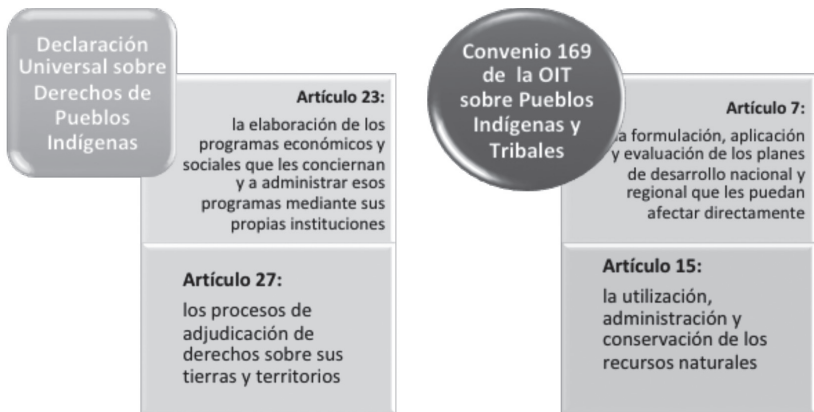 Declaración
Universal sobre
Derechos de
Pueblos
Indígenas
Artículo 23:
la elaboración de los
programas económicos y
sociales que les conciernan
y a administrar esos
programas mediante sus
propias instituciones
Artículo 27:
los procesos de
adjudicación de
derechos sobre sus
tierras y territorios
Convenio 169
de la OIT
sobre Pueblos
Indígenas y
Tribales
Artículo 7:
la formulación, aplicación
y evaluación de los planes
de desarrollo nacional y
regional que les puedan
afectar directamente
Artículo 15:
la utilización,
administración y
conservación de los
recursos naturales